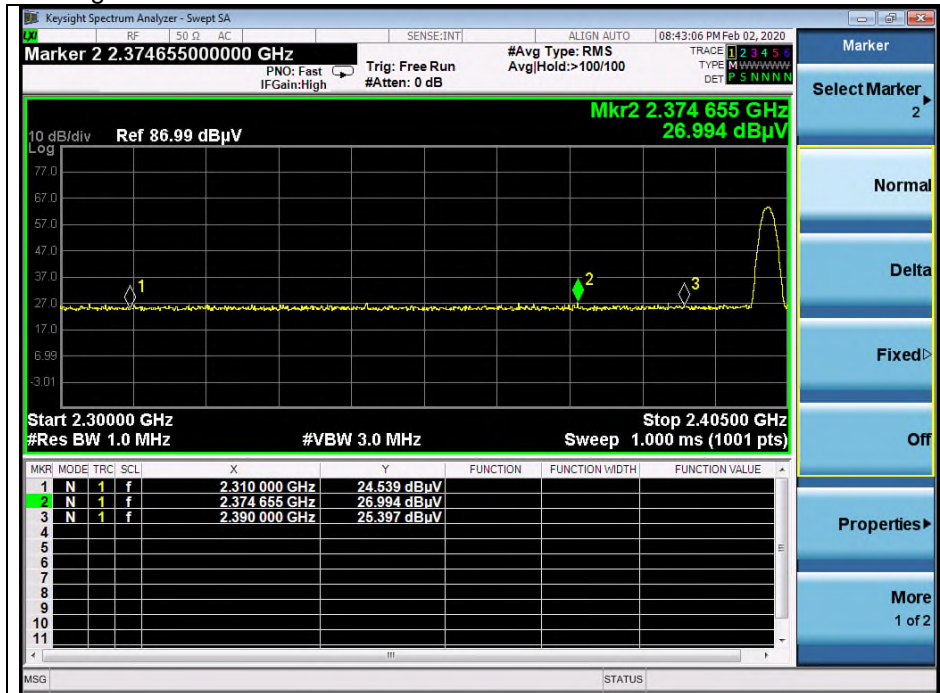 Keysight Spectrum Analyzer - Swept SA
LXI RF 50 Ω AC SENSE:INT ALIGN AUTO 08:43:06 PM Feb 02, 2020
Marker 2 2.374655000000 GHz
PNO: Fast
IFGain:High
Trig: Free Run
#Atten: 0 dB
#Avg Type: RMS
Avg|Hold:>100/100
TRACE 1 2 3 4 5 6
TYPE M W W W W W
DET P S N N N N
Mkr2 2.374 655 GHz
26.994 dBµV
10 dB/div Ref 86.99 dBµV
Log
77.0
67.0
57.0
47.0
37.0
27.0
17.0
6.99
-3.01
1
2
3
Start 2.30000 GHz Stop 2.40500 GHz
#Res BW 1.0 MHz #VBW 3.0 MHz Sweep 1.000 ms (1001 pts)
MKR MODE TRC SCL X Y FUNCTION FUNCTION WIDTH FUNCTION VALUE
1 N 1 f 2.310 000 GHz 24.539 dBµV
2 N 1 f 2.374 655 GHz 26.994 dBµV
3 N 1 f 2.390 000 GHz 25.397 dBµV
4
5
6
7
8
9
10
11
MSG STATUS
Marker
Select Marker
2
Normal
Delta
Fixed
Off
Properties
More
1 of 2